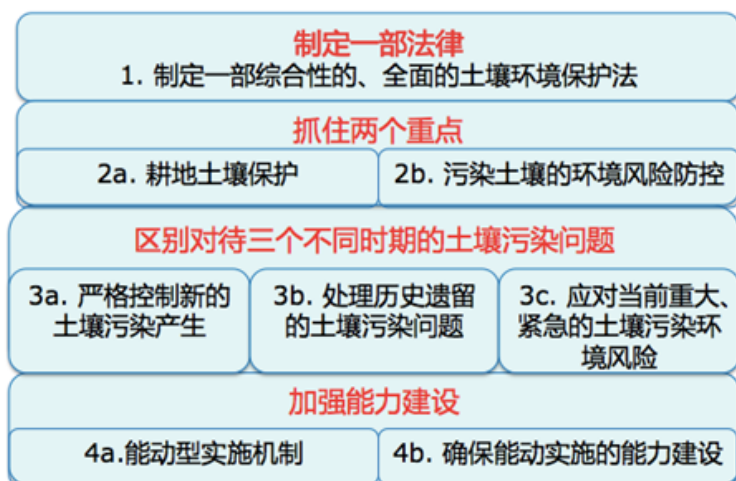 制定一部法律
1. 制定一部综合性的、全面的土壤环境保护法
抓住两个重点
2a. 耕地土壤保护
2b. 污染土壤的环境风险防控
区别对待三个不同时期的土壤污染问题
3a. 严格控制新的
土壤污染产生
3b. 处理历史遗留
的土壤污染问题
3c. 应对当前重大、
紧急的土壤污染环
境风险
加强能力建设
4a.能动型实施机制
4b. 确保能动实施的能力建设